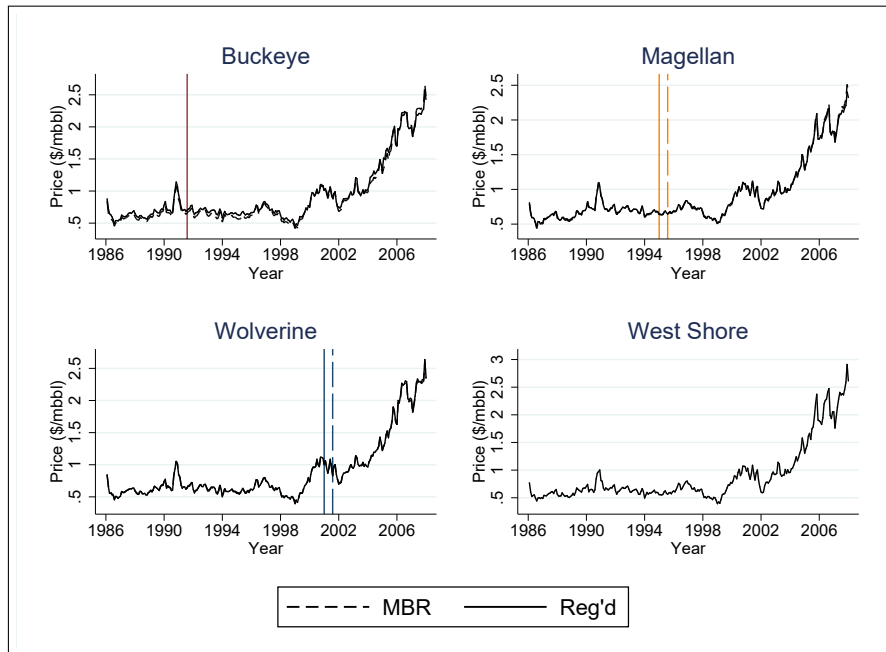 Buckeye
Price ($/mbbl)
2.5
2
1.5
1
.5
1986 1990 1994 1998 2002 2006
Year
Magellan
Price ($/mbbl)
2.5
2
1.5
1
.5
1986 1990 1994 1998 2002 2006
Year
Wolverine
Price ($/mbbl)
2.5
2
1.5
1
.5
1986 1990 1994 1998 2002 2006
Year
West Shore
Price ($/mbbl)
3
2.5
2
1.5
1
.5
1986 1990 1994 1998 2002 2006
Year
MBR Reg'd